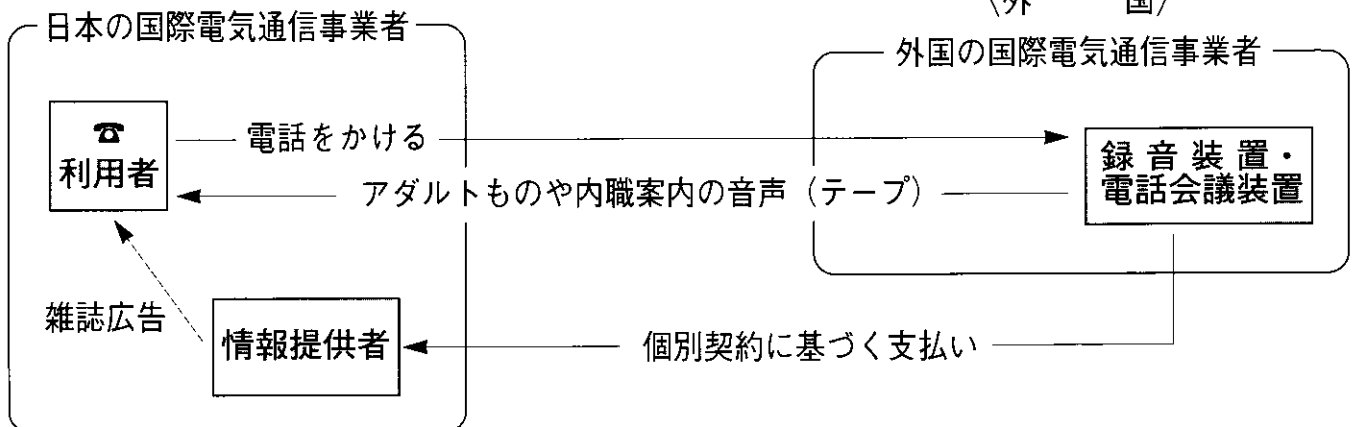 〈外 国〉
日本の国際電気通信事業者
外国の国際電気通信事業者
☎
利用者
電話をかける
録音装置・
電話会議装置
アダルトものや内職案内の音声（テープ）
雑誌広告
情報提供者
個別契約に基づく支払い